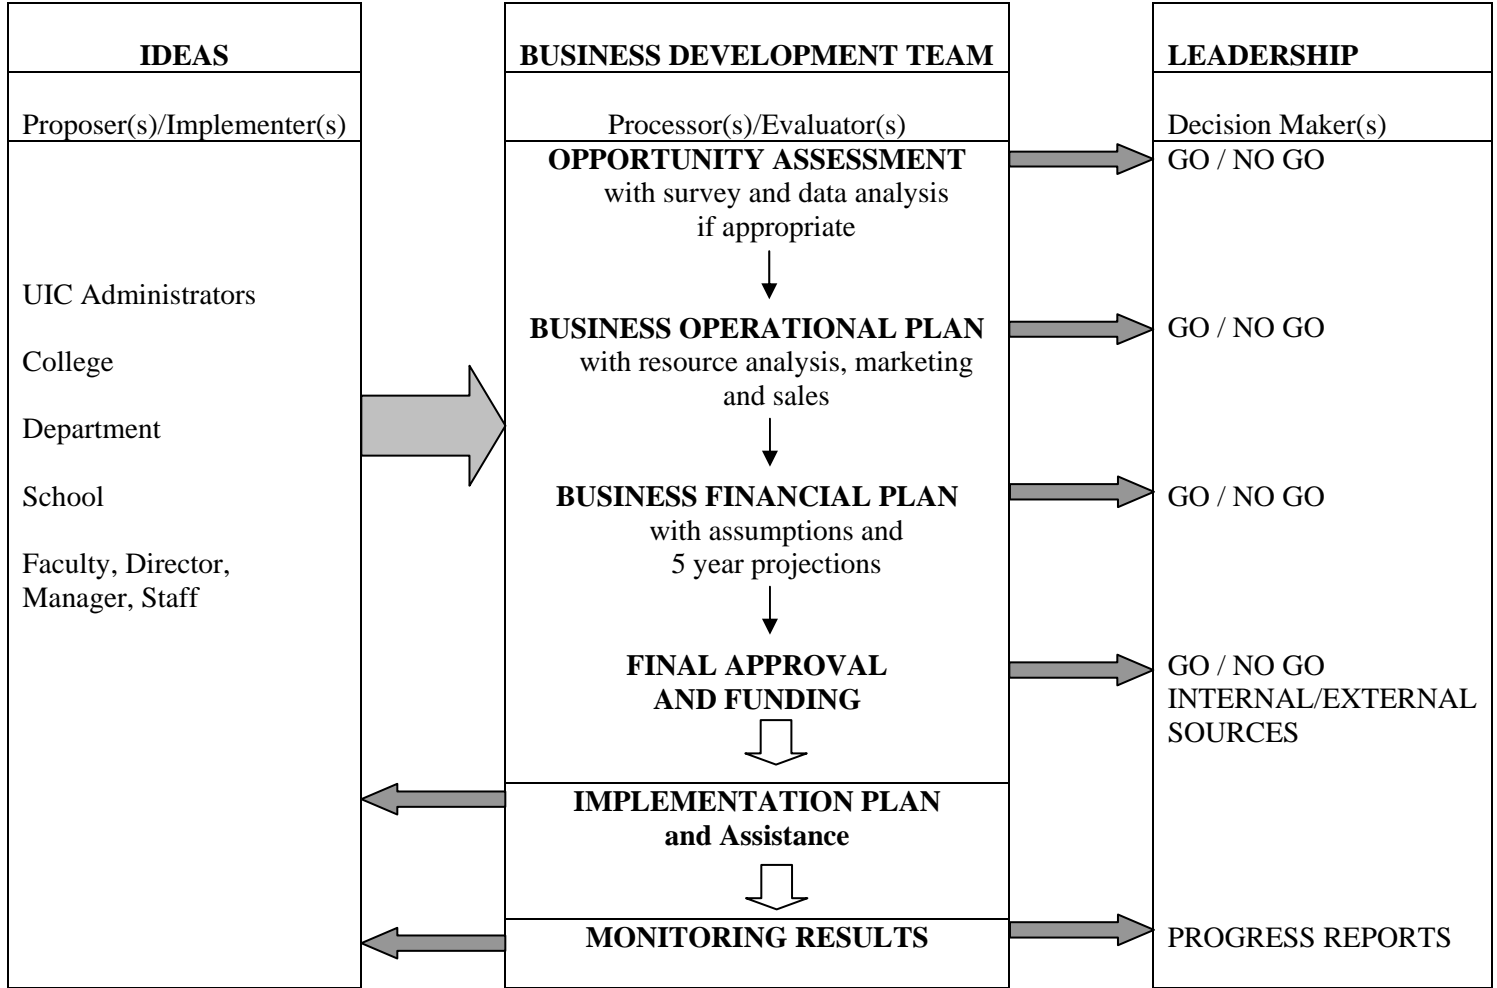 IDEAS
Proposer(s)/Implementer(s)
UIC Administrators
College
Department
School
Faculty, Director,
Manager, Staff
BUSINESS DEVELOPMENT TEAM
Processor(s)/Evaluator(s)
OPPORTUNITY ASSESSMENT
with survey and data analysis
if appropriate
BUSINESS OPERATIONAL PLAN
with resource analysis, marketing
and sales
BUSINESS FINANCIAL PLAN
with assumptions and
5 year projections
FINAL APPROVAL
AND FUNDING
IMPLEMENTATION PLAN
and Assistance
MONITORING RESULTS
LEADERSHIP
Decision Maker(s)
GO / NO GO
GO / NO GO
GO / NO GO
GO / NO GO
INTERNAL/EXTERNAL
SOURCES
PROGRESS REPORTS